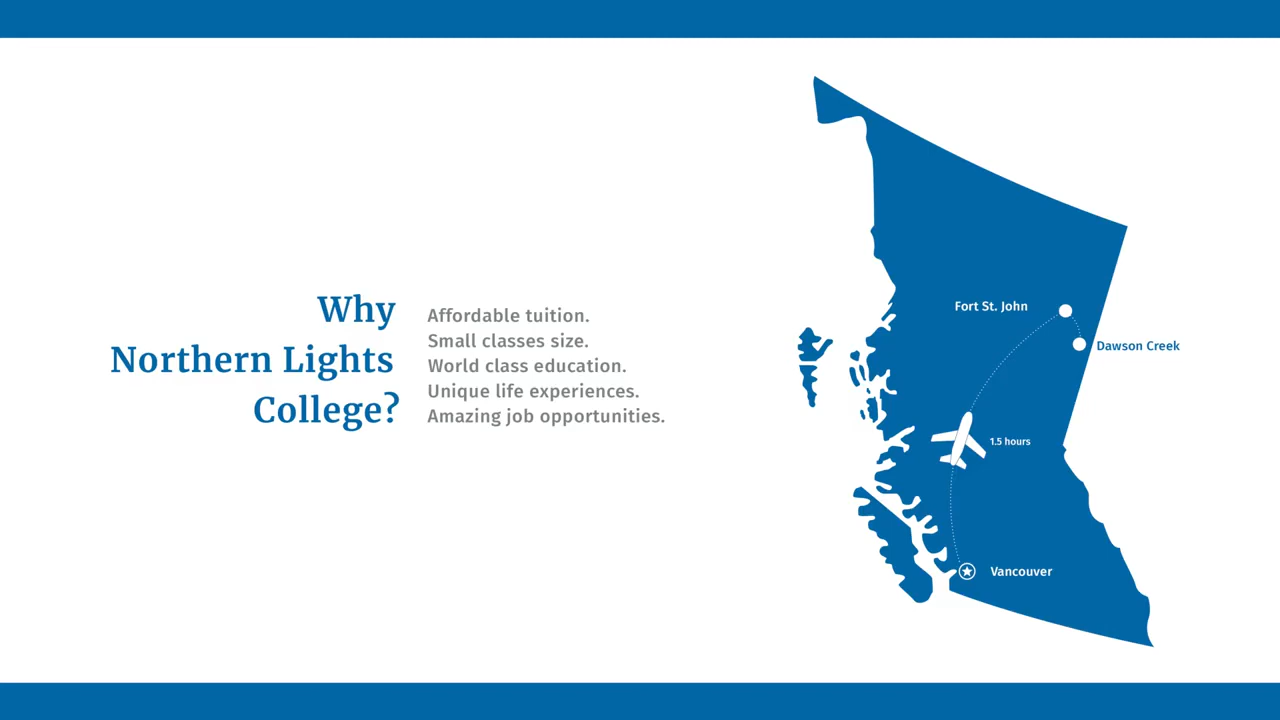 Why
Northern Lights
College?
Affordable tuition.
Small classes size.
World class education.
Unique life experiences.
Amazing job opportunities.
Fort St. John
Dawson Creek
1.5 hours
Vancouver